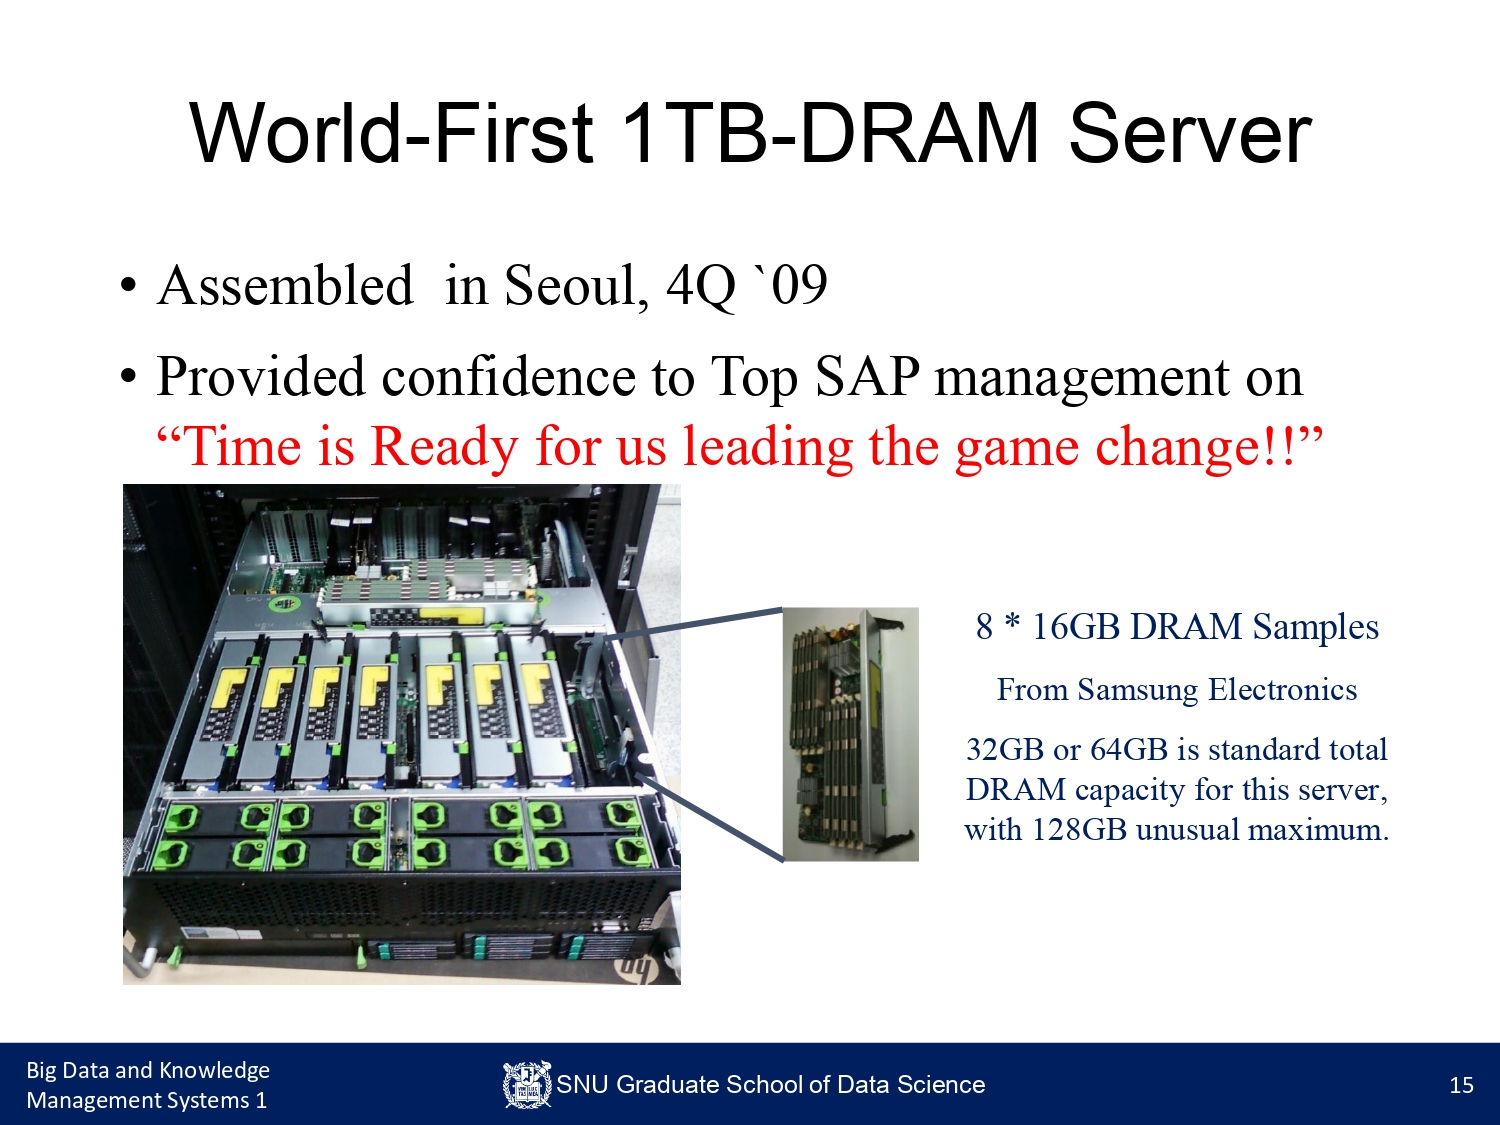 World-First 1TB-DRAM Server
• Assembled  in Seoul, 4Q `09
• Provided confidence to Top SAP management on
“Time is Ready for us leading the game change!!”
8 * 16GB DRAM Samples
From Samsung Electronics
32GB or 64GB is standard total
DRAM capacity for this server,
with 128GB unusual maximum.
hp
Big Data and Knowledge
Management Systems 1
SNU Graduate School of Data Science
15